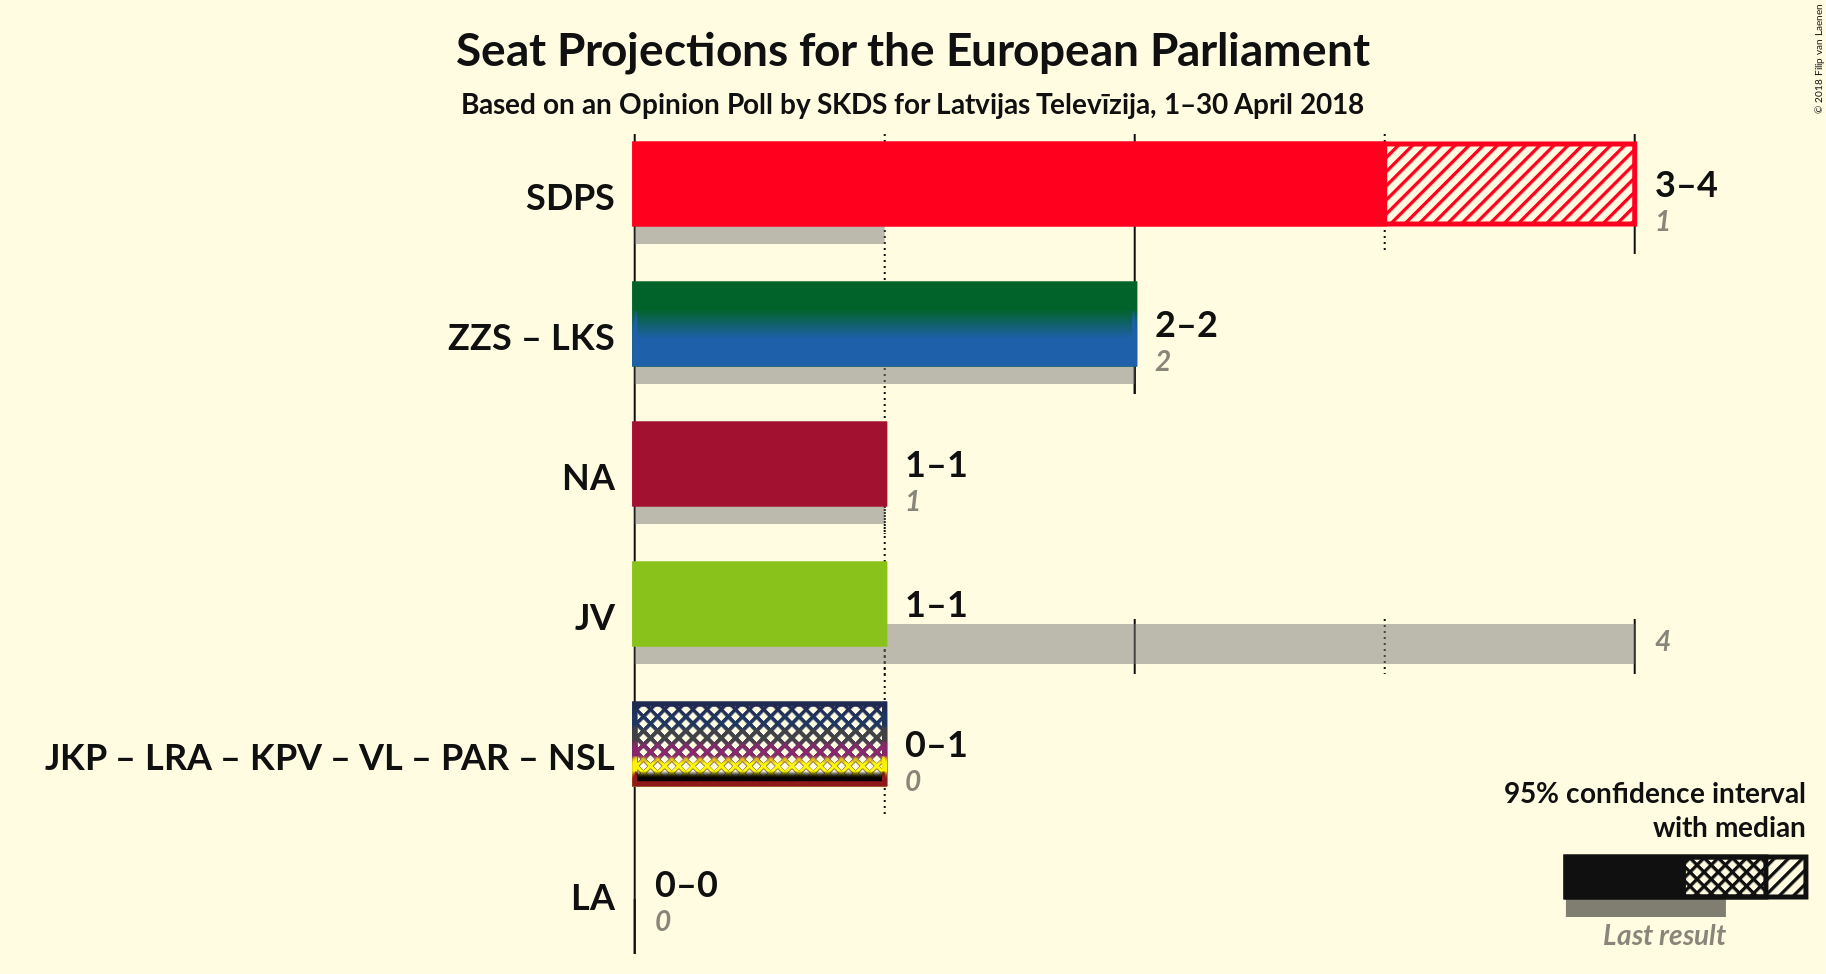 Seat Projections for the European Parliament
Based on an Opinion Poll by SKDS for Latvijas Televīzija, 1–30 April 2018
© 2018 Filip van Laenen
SDPS
3–4
1
ZZS – LKS
2–2
2
NA
1–1
1
JV
1–1
4
JKP – LRA – KPV – VL – PAR – NSL
0–1
0
LA
0–0
0
95% confidence interval
with median
Last result